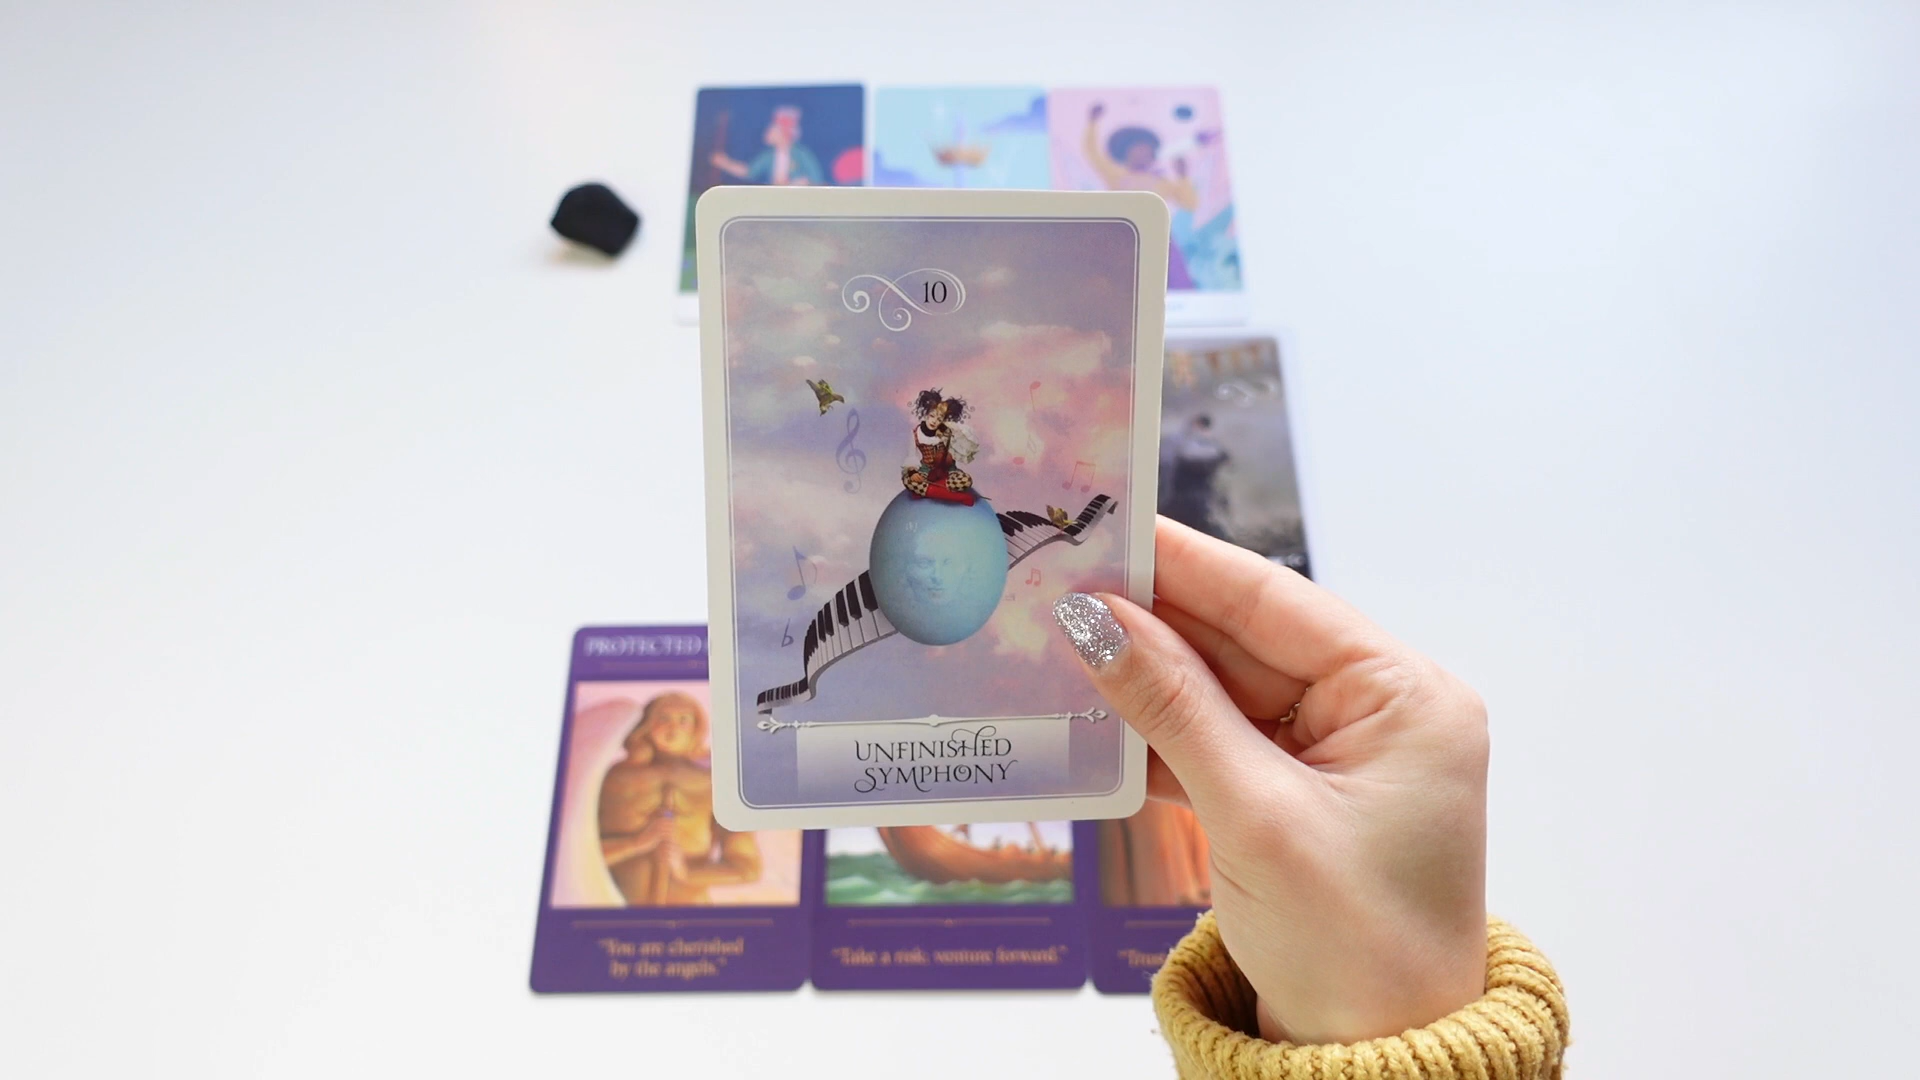 10
UNFINISHED
SYMPHONY
PROTECTED
"You are cherished
by the angels."
"Take a risk, venture forward."